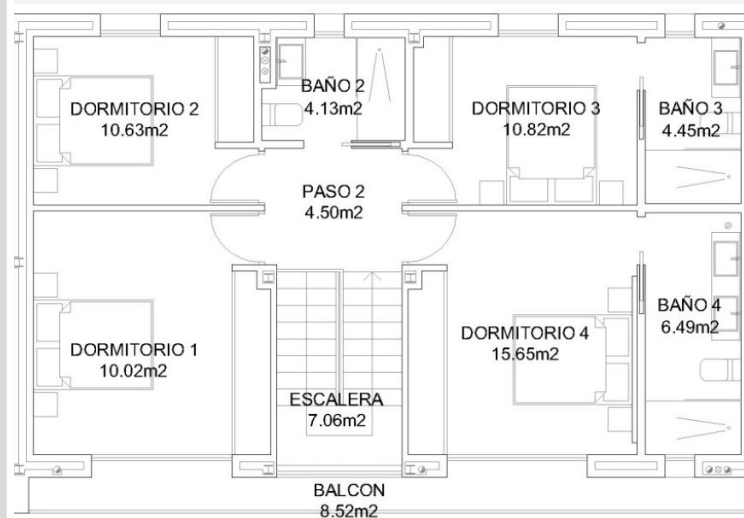 DORMITORIO 2
10.63m2
BAÑO 2
4.13m2
DORMITORIO 3
10.82m2
BAÑO 3
4.45m2
PASO 2
4.50m2
DORMITORIO 1
10.02m2
ESCALERA
7.06m2
DORMITORIO 4
15.65m2
BAÑO 4
6.49m2
BALCON
8.52m2